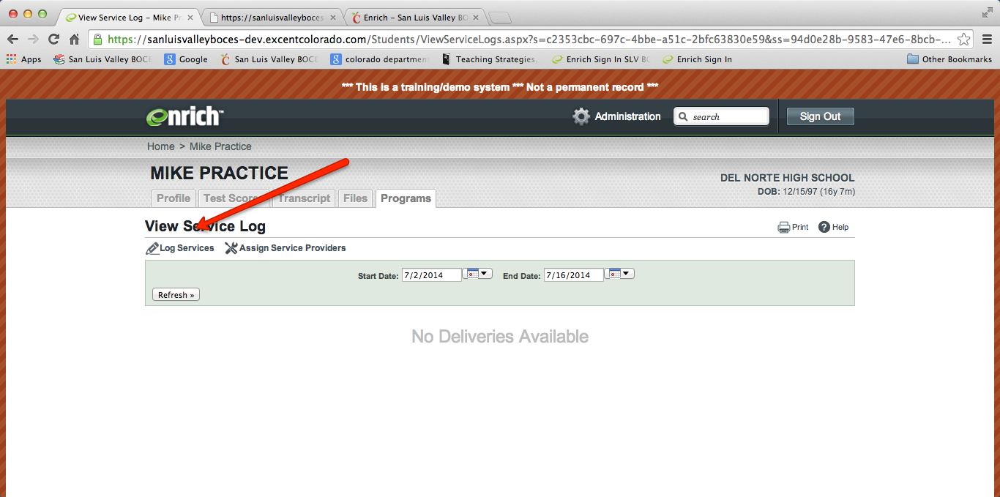 View Service Log – Mike Pr
https://sanluisvalleyboces
Enrich – San Luis Valley BO
https://sanluisvalleyboces-dev.excentcolorado.com/Students/ViewServiceLogs.aspx?s=c2353cbc-697c-4bbe-a51c-2bfc63830e59&ss=94d0e28b-9583-47e6-8bcb-...
Apps San Luis Valley BOCE Google San Luis Valley BOCE colorado department Teaching Strategies. Enrich Sign In SLV BO Enrich Sign In Other Bookmarks
*** This is a training/demo system *** Not a permanent record ***
enrich™ Administration search Sign Out
Home > Mike Practice
MIKE PRACTICE
DEL NORTE HIGH SCHOOL
DOB: 12/15/97 (16y 7m)
Profile Test Score Transcript Files Programs
View Service Log
Print Help
Log Services Assign Service Providers
Start Date: 7/2/2014 End Date: 7/16/2014
Refresh »
No Deliveries Available